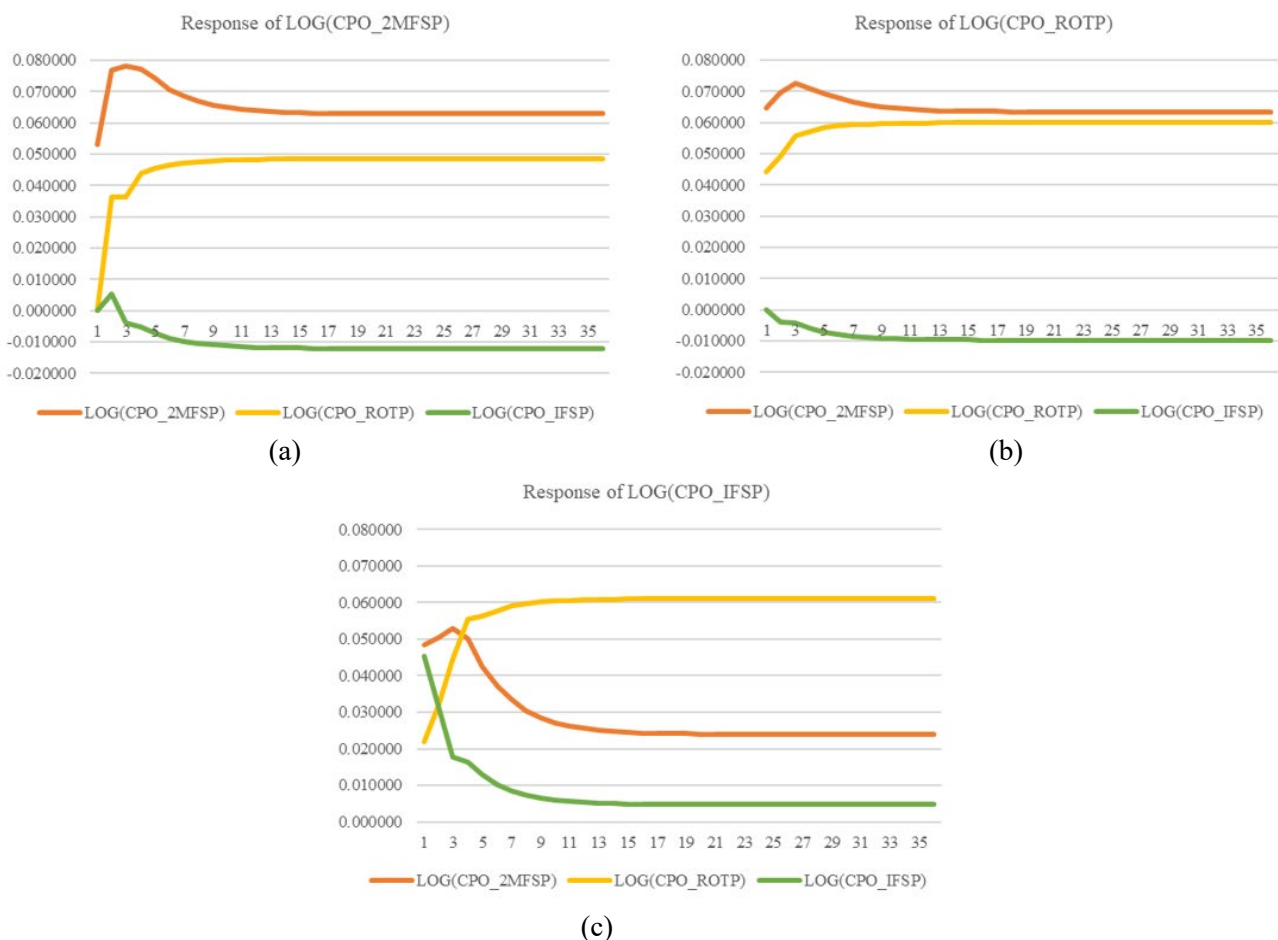 Response of LOG(CPO_2MFSP)
0.080000
0.070000
0.060000
0.050000
0.040000
0.030000
0.020000
0.010000
0.000000
1 3 5 7 9 11 13 15 17 19 21 23 25 27 29 31 33 35
-0.010000
-0.020000
LOG(CPO_2MFSP) LOG(CPO_ROTP) LOG(CPO_IFSP)
(a)
Response of LOG(CPO_ROTP)
0.080000
0.070000
0.060000
0.050000
0.040000
0.030000
0.020000
0.010000
0.000000
1 3 5 7 9 11 13 15 17 19 21 23 25 27 29 31 33 35
-0.010000
-0.020000
LOG(CPO_2MFSP) LOG(CPO_ROTP) LOG(CPO_IFSP)
(b)
Response of LOG(CPO_IFSP)
0.080000
0.070000
0.060000
0.050000
0.040000
0.030000
0.020000
0.010000
0.000000
1 3 5 7 9 11 13 15 17 19 21 23 25 27 29 31 33 35
LOG(CPO_2MFSP) LOG(CPO_ROTP) LOG(CPO_IFSP)
(c)